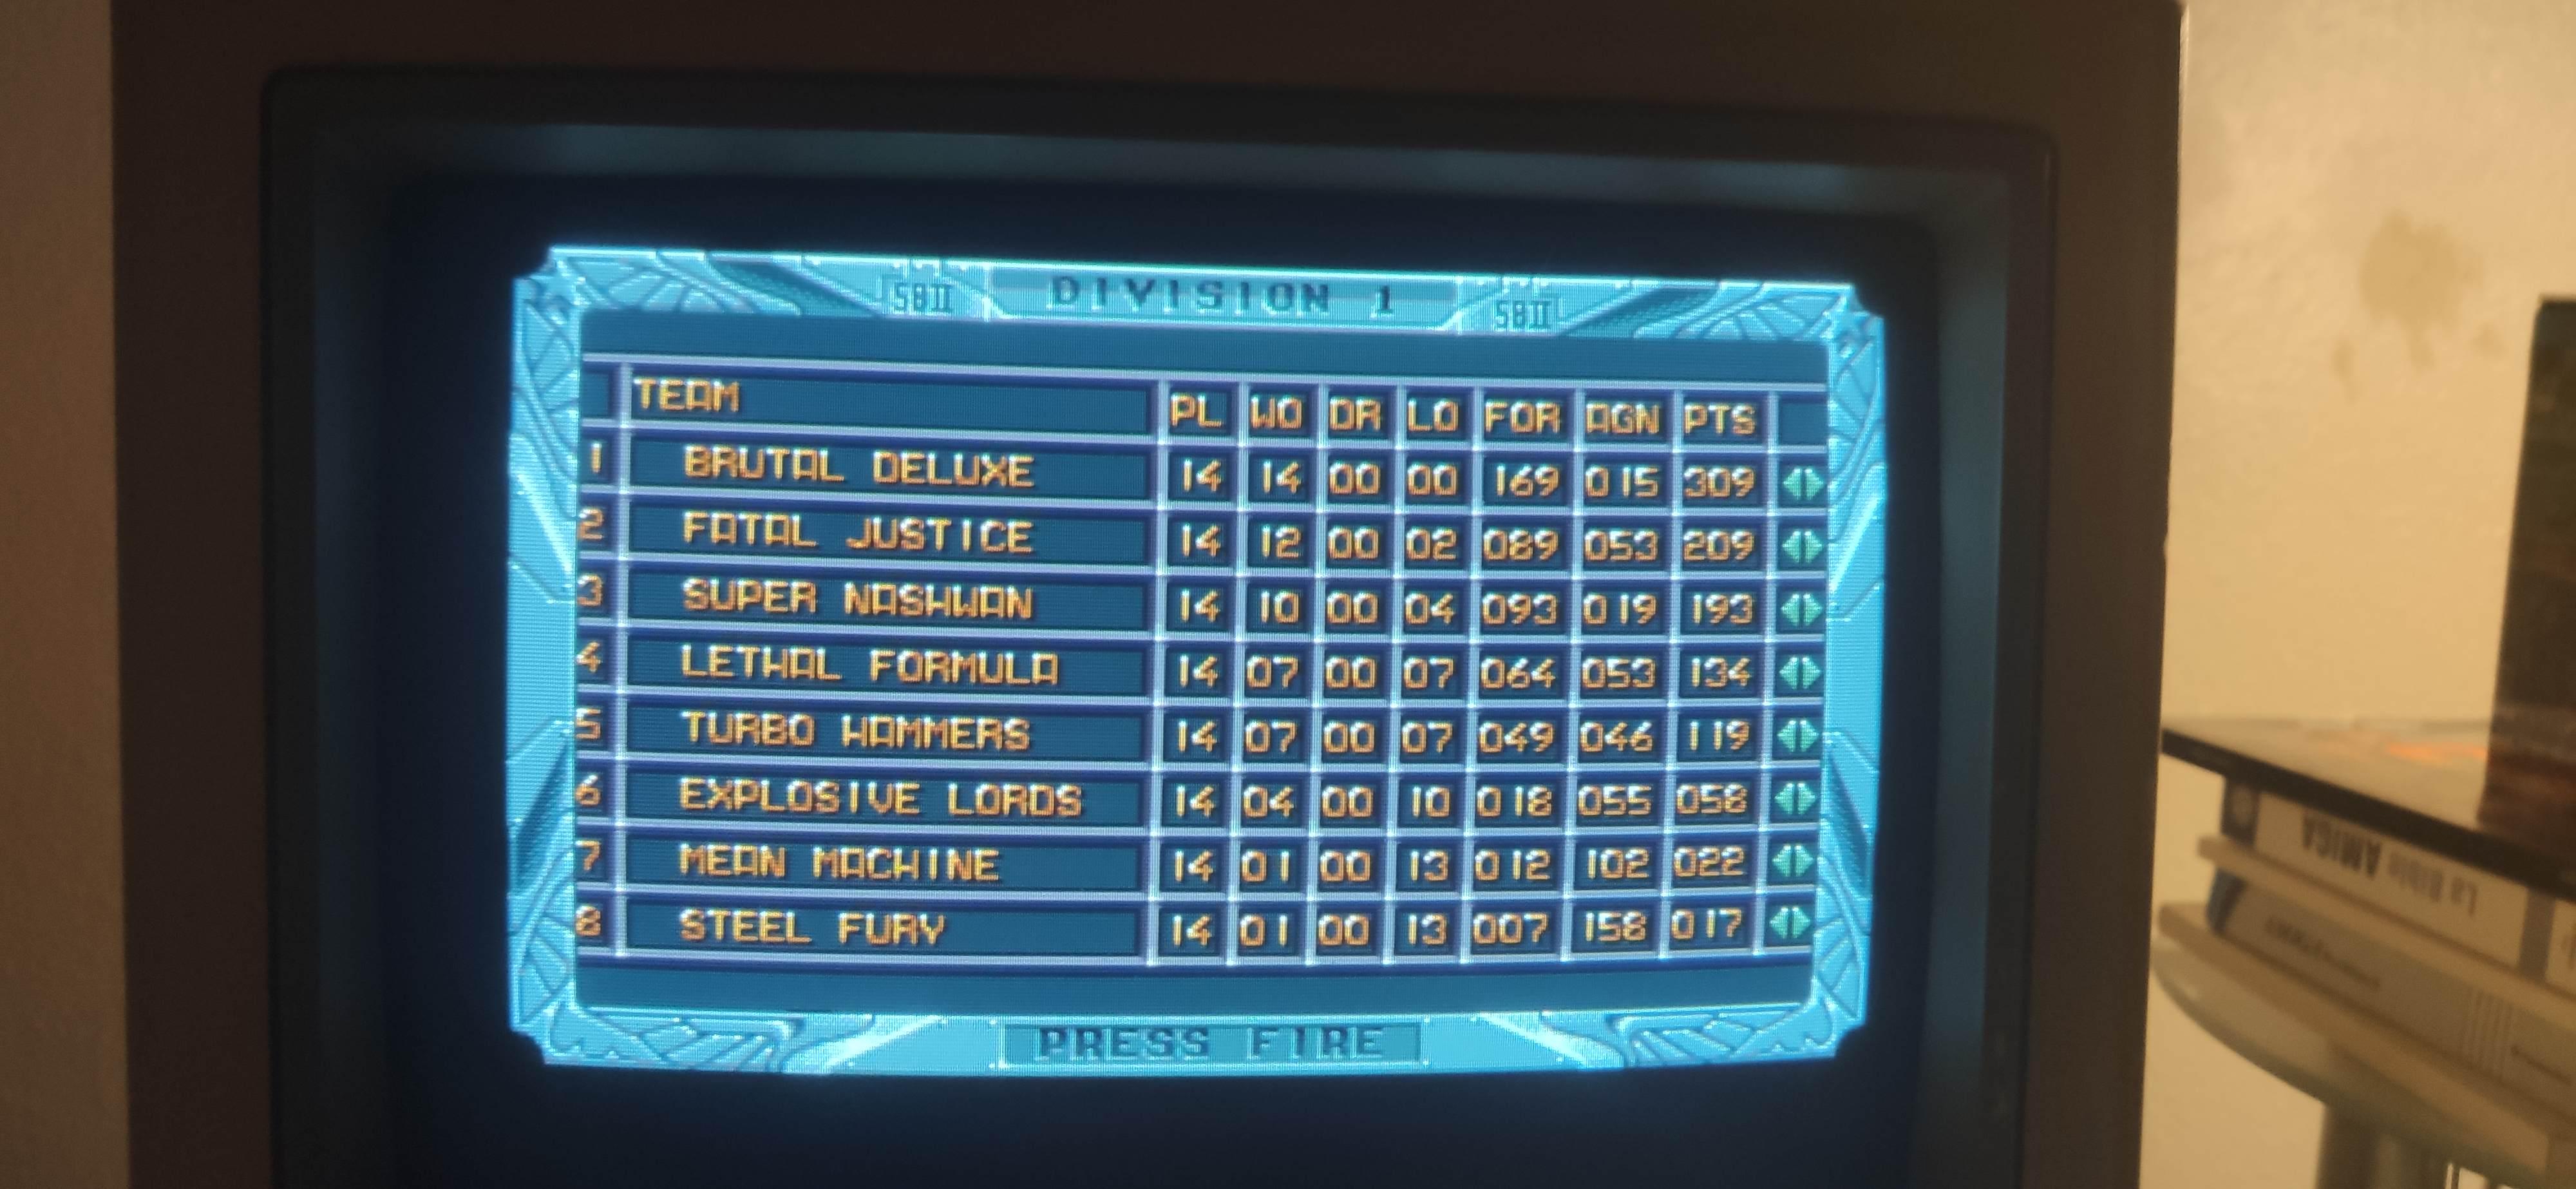 SBII DIVISION 1 SBII
TEAM PL WO DR LO FOR AGN PTS
1 BRUTAL DELUXE 14 14 00 00 169 015 309
2 FATAL JUSTICE 14 12 00 02 089 053 209
3 SUPER NASHWAN 14 10 00 04 093 019 193
4 LETHAL FORMULA 14 07 00 07 064 053 134
5 TURBO HAMMERS 14 07 00 07 049 046 119
6 EXPLOSIVE LORDS 14 04 00 10 018 055 058
7 MEAN MACHINE 14 01 00 13 012 102 022
8 STEEL FURY 14 01 00 13 007 158 017
PRESS FIRE
La Bible AMIGA